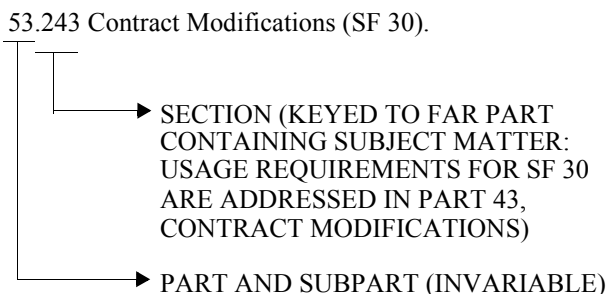 53.243 Contract Modifications (SF 30).
SECTION (KEYED TO FAR PART
CONTAINING SUBJECT MATTER:
USAGE REQUIREMENTS FOR SF 30
ARE ADDRESSED IN PART 43,
CONTRACT MODIFICATIONS)
PART AND SUBPART (INVARIABLE)